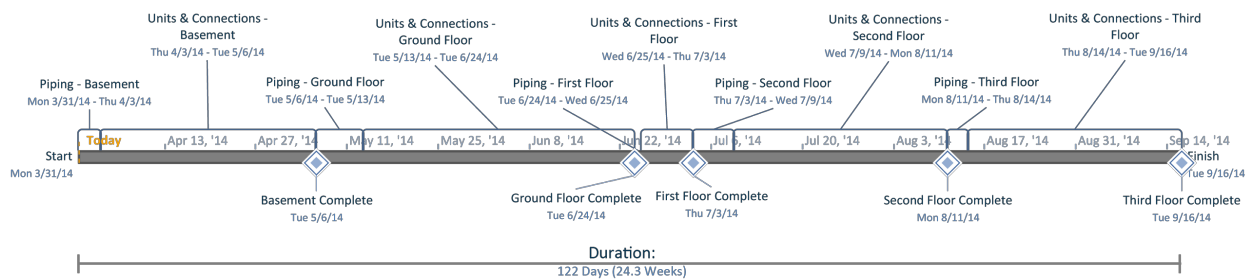 Units & Connections -
Basement
Thu 4/3/14 - Tue 5/6/14
Units & Connections -
Ground Floor
Tue 5/13/14 - Tue 6/24/14
Units & Connections - First
Floor
Wed 6/25/14 - Thu 7/3/14
Units & Connections -
Second Floor
Wed 7/9/14 - Mon 8/11/14
Units & Connections - Third
Floor
Thu 8/14/14 - Tue 9/16/14
Piping - Basement
Mon 3/31/14 - Thu 4/3/14
Piping - Ground Floor
Tue 5/6/14 - Tue 5/13/14
Piping - First Floor
Tue 6/24/14 - Wed 6/25/14
Piping - Second Floor
Thu 7/3/14 - Wed 7/9/14
Piping - Third Floor
Mon 8/11/14 - Thu 8/14/14
Today
Apr 13, '14
Apr 27, '14
May 11, '14
May 25, '14
Jun 8, '14
Jun 22, '14
Jul 6, '14
Jul 20, '14
Aug 3, '14
Aug 17, '14
Aug 31, '14
Sep 14, '14
Start
Mon 3/31/14
Finish
Tue 9/16/14
Basement Complete
Tue 5/6/14
Ground Floor Complete
Tue 6/24/14
First Floor Complete
Thu 7/3/14
Second Floor Complete
Mon 8/11/14
Third Floor Complete
Tue 9/16/14
Duration:
122 Days (24.3 Weeks)